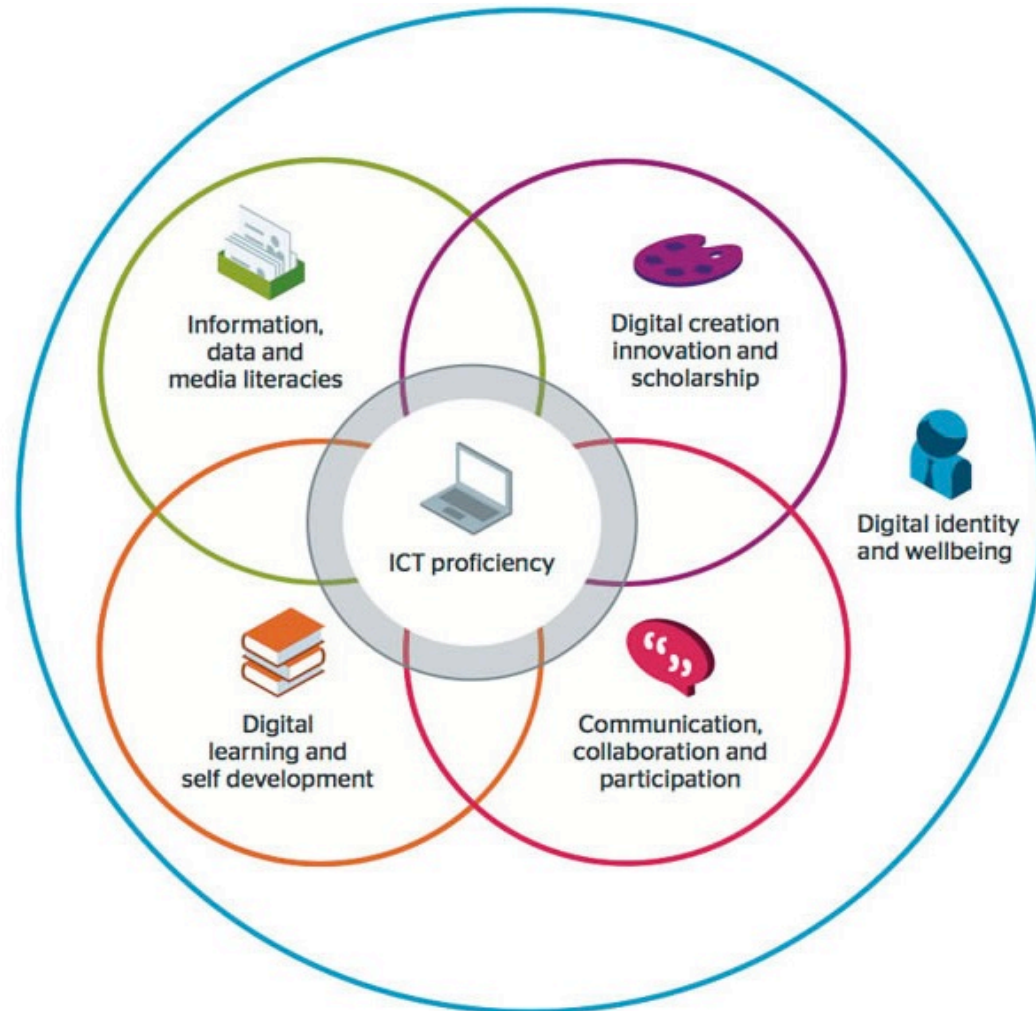 Information,
data and
media literacies
Digital creation
innovation and
scholarship
Digital identity
and wellbeing
ICT proficiency
Digital
learning and
self development
Communication,
collaboration and
participation